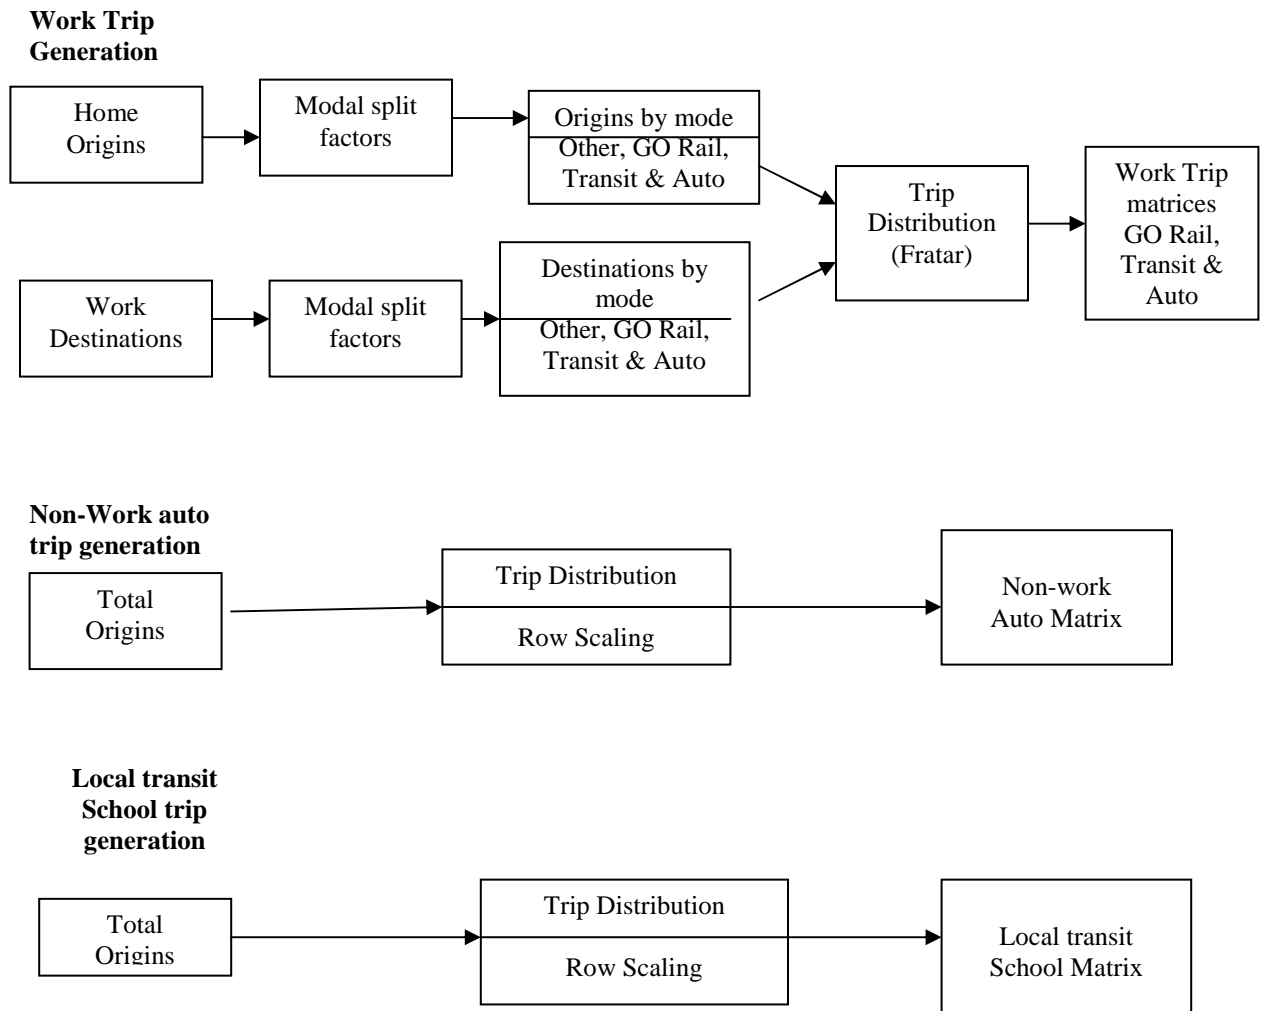 Work Trip
Generation
Home
Origins
Modal split
factors
Origins by mode
Other, GO Rail,
Transit & Auto
Work
Destinations
Modal split
factors
Destinations by
mode
Other, GO Rail,
Transit & Auto
Trip
Distribution
(Fratar)
Work Trip
matrices
GO Rail,
Transit &
Auto
Non-Work auto
trip generation
Total
Origins
Trip Distribution
Row Scaling
Non-work
Auto Matrix
Local transit
School trip
generation
Total
Origins
Trip Distribution
Row Scaling
Local transit
School Matrix